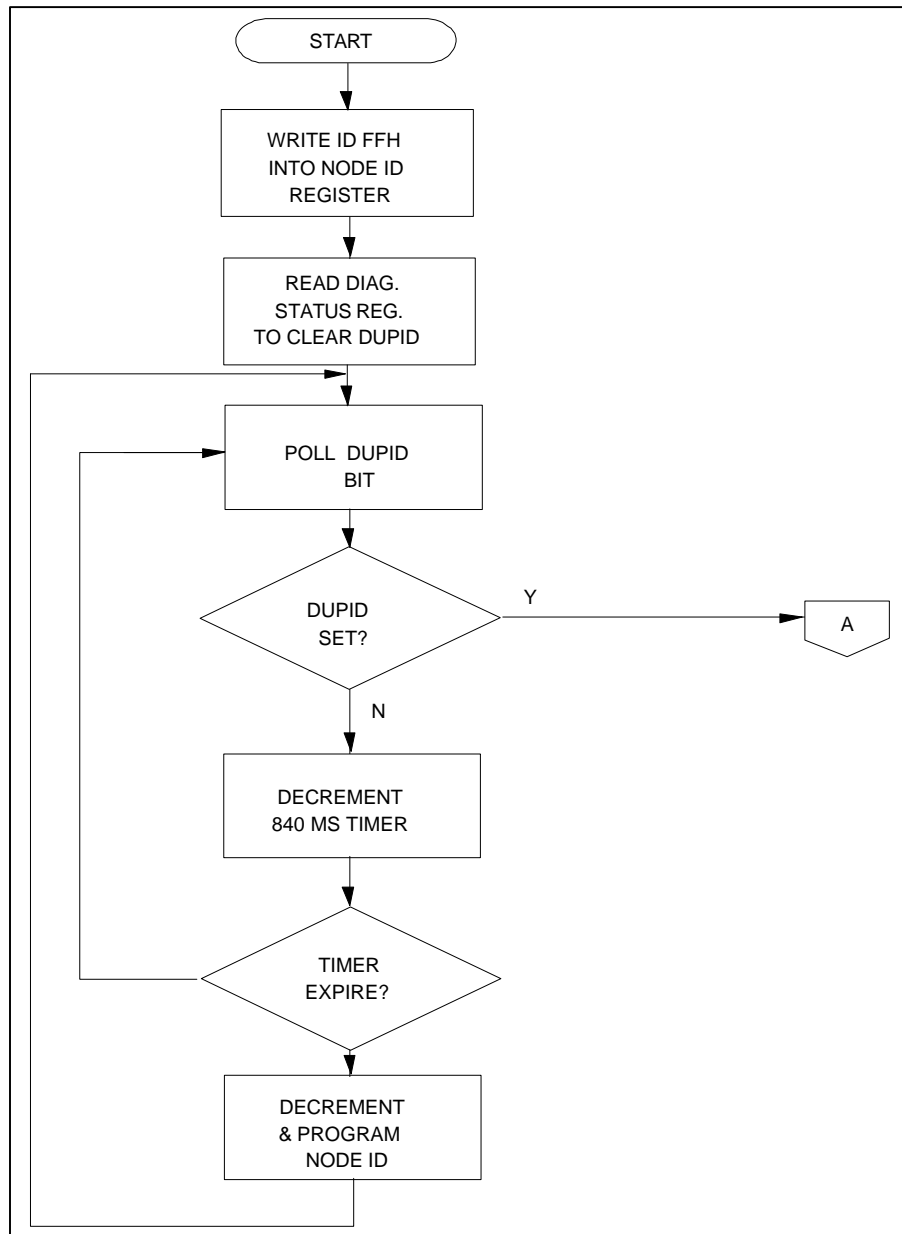 START
WRITE ID FFH
INTO NODE ID
REGISTER
READ DIAG.
STATUS REG.
TO CLEAR DUPID
POLL DUPID
BIT
DUPID
SET?
Y
A
N
DECREMENT
840 MS TIMER
TIMER
EXPIRE?
DECREMENT
& PROGRAM
NODE ID